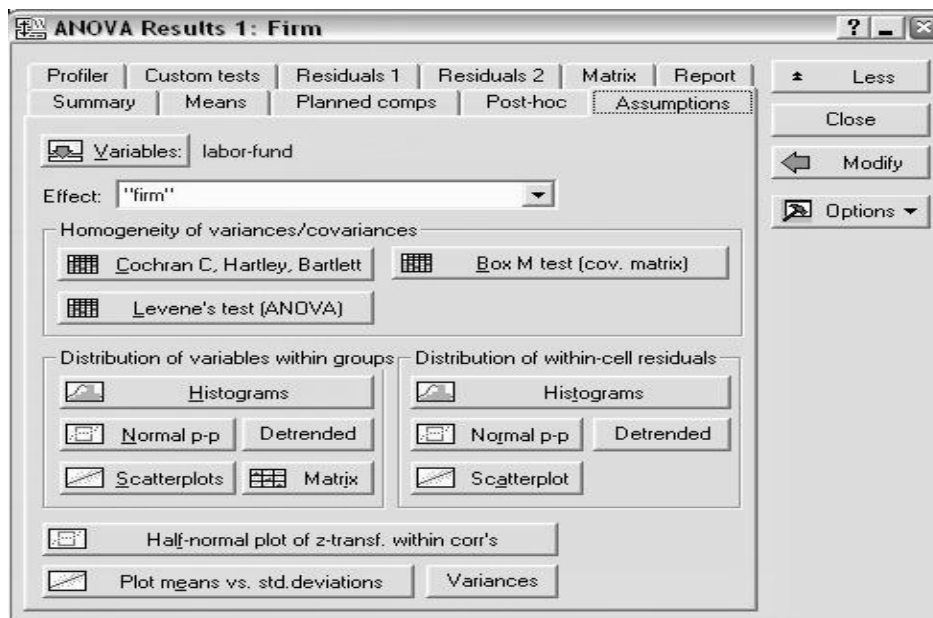 ANOVA Results 1: Firm
Profiler Custom tests Residuals 1 Residuals 2 Matrix Report
Summary Means Planned comps Post-hoc Assumptions
Less
Close
Modify
Options
Variables: labor-fund
Effect: "firm"
Homogeneity of variances/covariances
Cochran C, Hartley, Bartlett Box M test (cov. matrix)
Levene's test (ANOVA)
Distribution of variables within groups
Histograms
Normal p-p Detrended
Scatterplots Matrix
Distribution of within-cell residuals
Histograms
Normal p-p Detrended
Scatterplot
Half-normal plot of z-transf. within corr's
Plot means vs. std.deviations Variances